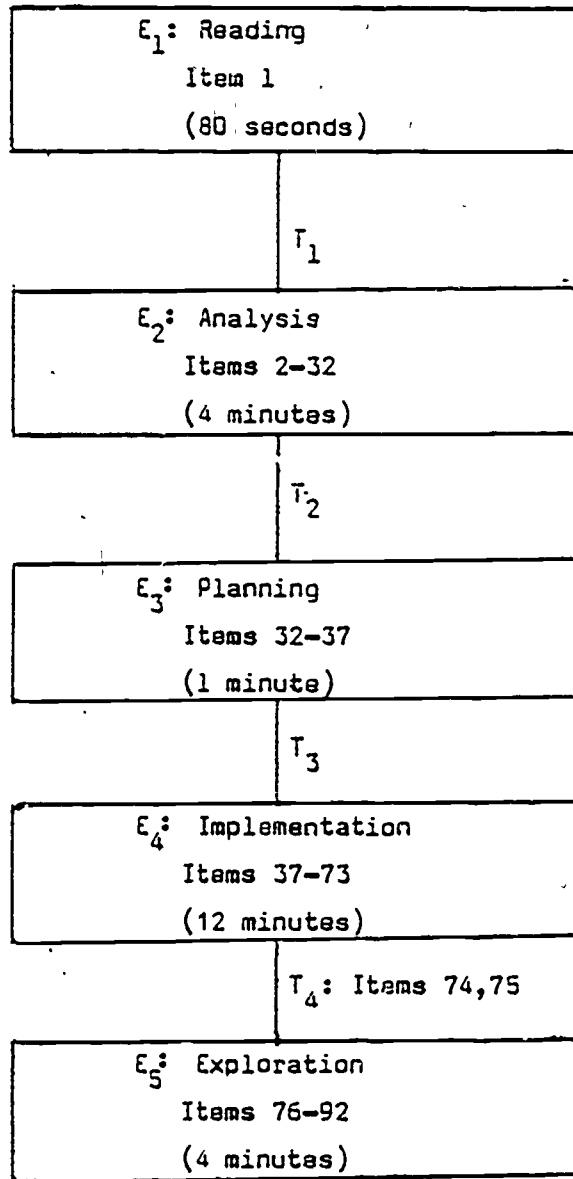 E₁: Reading
Item 1
(80 seconds)
T₁
E₂: Analysis
Items 2-32
(4 minutes)
T₂
E₃: Planning
Items 32-37
(1 minute)
T₃
E₄: Implementation
Items 37-73
(12 minutes)
T₄: Items 74,75
E₅: Exploration
Items 76-92
(4 minutes)